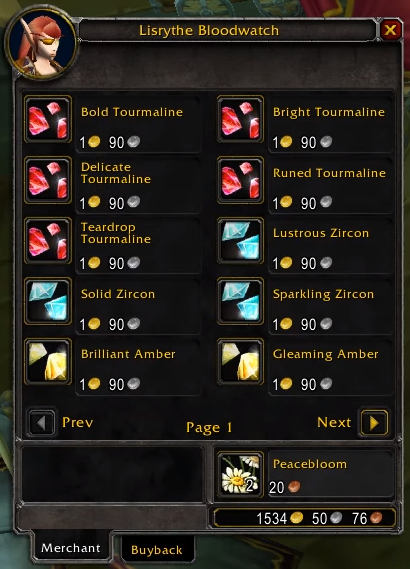 Lisrythe Bloodwatch
Bold Tourmaline
1 90
Bright Tourmaline
1 90
Delicate
Tourmaline
1 90
Runed Tourmaline
1 90
Teardrop
Tourmaline
1 90
Lustrous Zircon
1 90
Solid Zircon
1 90
Sparkling Zircon
1 90
Brilliant Amber
1 90
Gleaming Amber
1 90
Prev
Page 1
Next
2
Peacebloom
20
1534 50 76
Merchant
Buyback